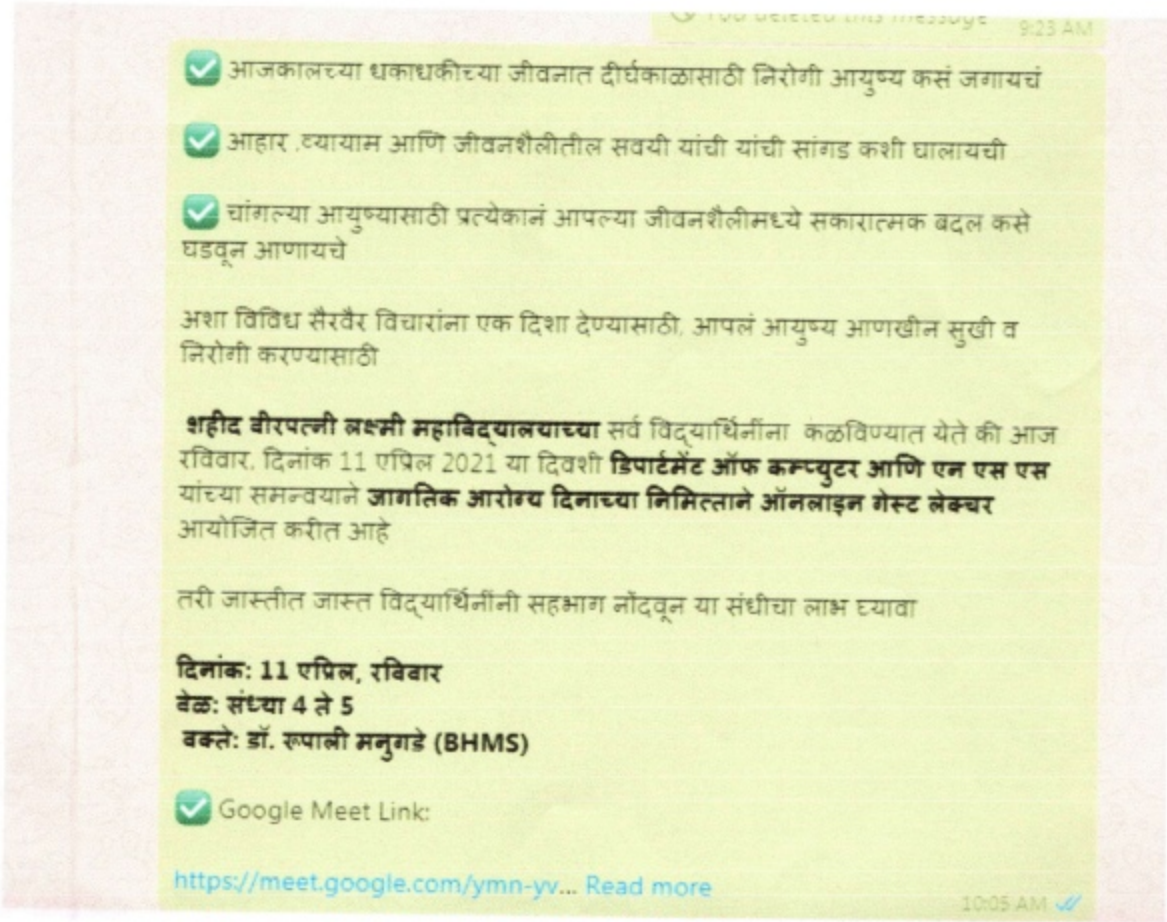 You deleted this message 9:23 AM
✅ आजकालच्या धकाधकीच्या जीवनात दीर्घकाळासाठी निरोगी आयुष्य कसं जगायचं
✅ आहार ,व्यायाम आणि जीवनशैलीतील सवयी यांची यांची सांगड कशी घालायची
✅ चांगल्या आयुष्यासाठी प्रत्येकानं आपल्या जीवनशैलीमध्ये सकारात्मक बदल कसे
घडवून आणायचे
अशा विविध सैरवैर विचारांना एक दिशा देण्यासाठी, आपलं आयुष्य आणखीन सुखी व
निरोगी करण्यासाठी
शहीद वीरपत्नी लक्ष्मी महाविद्यालयाच्या सर्व विद्यार्थिनींना कळविण्यात येते की आज
रविवार, दिनांक 11 एप्रिल 2021 या दिवशी डिपार्टमेंट ऑफ कम्प्युटर आणि एन एस एस
यांच्या समन्वयाने जागतिक आरोग्य दिनाच्या निमित्ताने ऑनलाइन गेस्ट लेक्चर
आयोजित करीत आहे
तरी जास्तीत जास्त विद्यार्थिनींनी सहभाग नोंदवून या संधीचा लाभ घ्यावा
दिनांक: 11 एप्रिल, रविवार
वेळ: संध्या 4 ते 5
वक्ते: डॉ. रूपाली मनुगडे (BHMS)
✅ Google Meet Link:
https://meet.google.com/ymn-yv... Read more
10:05 AM